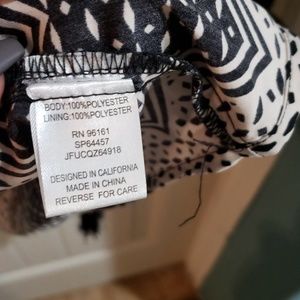 BODY:100%POLYESTER
LINING:100%POLYESTER
RN 96161
SP64457
JFUCQZ64918
DESIGNED IN CALIFORNIA
MADE IN CHINA
REVERSE FOR CARE